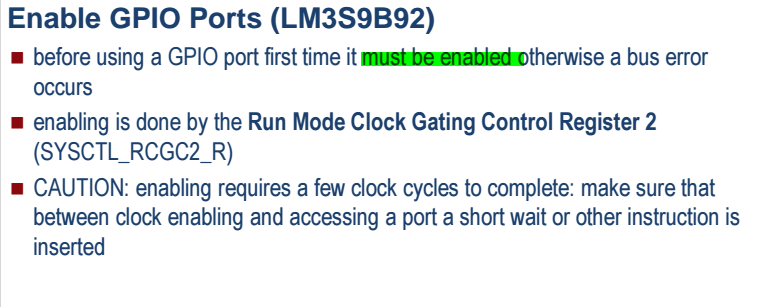 Enable GPIO Ports (LM3S9B92)
before using a GPIO port first time it must be enabled otherwise a bus error
occurs
enabling is done by the Run Mode Clock Gating Control Register 2
(SYSCTL_RCGC2_R)
CAUTION: enabling requires a few clock cycles to complete: make sure that
between clock enabling and accessing a port a short wait or other instruction is
inserted